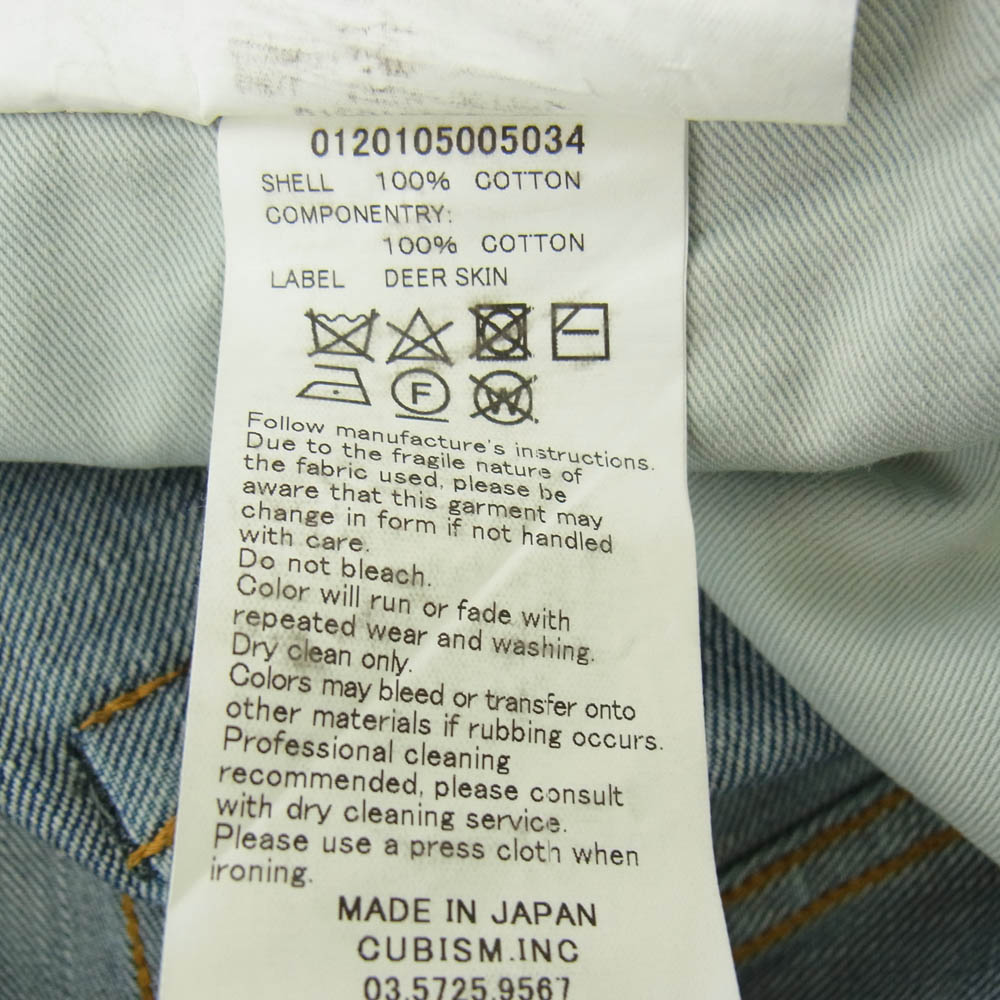 0120105005034
SHELL 100% COTTON
COMPONENTRY:
100% COTTON
LABEL DEER SKIN
F
W
Follow manufacture's instructions.
Due to the fragile nature of
the fabric used, please be
aware that this garment may
change in form if not handled
with care.
Do not bleach.
Color will run or fade with
repeated wear and washing.
Dry clean only.
Colors may bleed or transfer onto
other materials if rubbing occurs.
Professional cleaning
recommended, please consult
with dry cleaning service.
Please use a press cloth when
ironing.
MADE IN JAPAN
CUBISM.INC
03.5725.9567